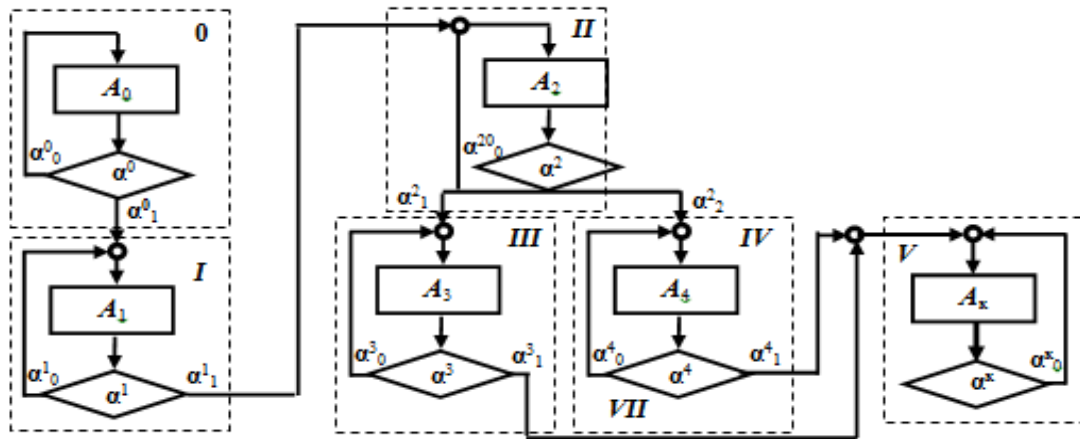 0
A₀
α⁰₀
α⁰
α⁰₁
I
A₁
α¹₀
α¹
α¹₁
II
A₂
α²⁰₀
α²
α²₁
α²₂
III
A₃
α³₀
α³
α³₁
IV
A₄
α⁴₀
α⁴
α⁴₁
VII
V
Aₓ
αˣ₀
αˣ